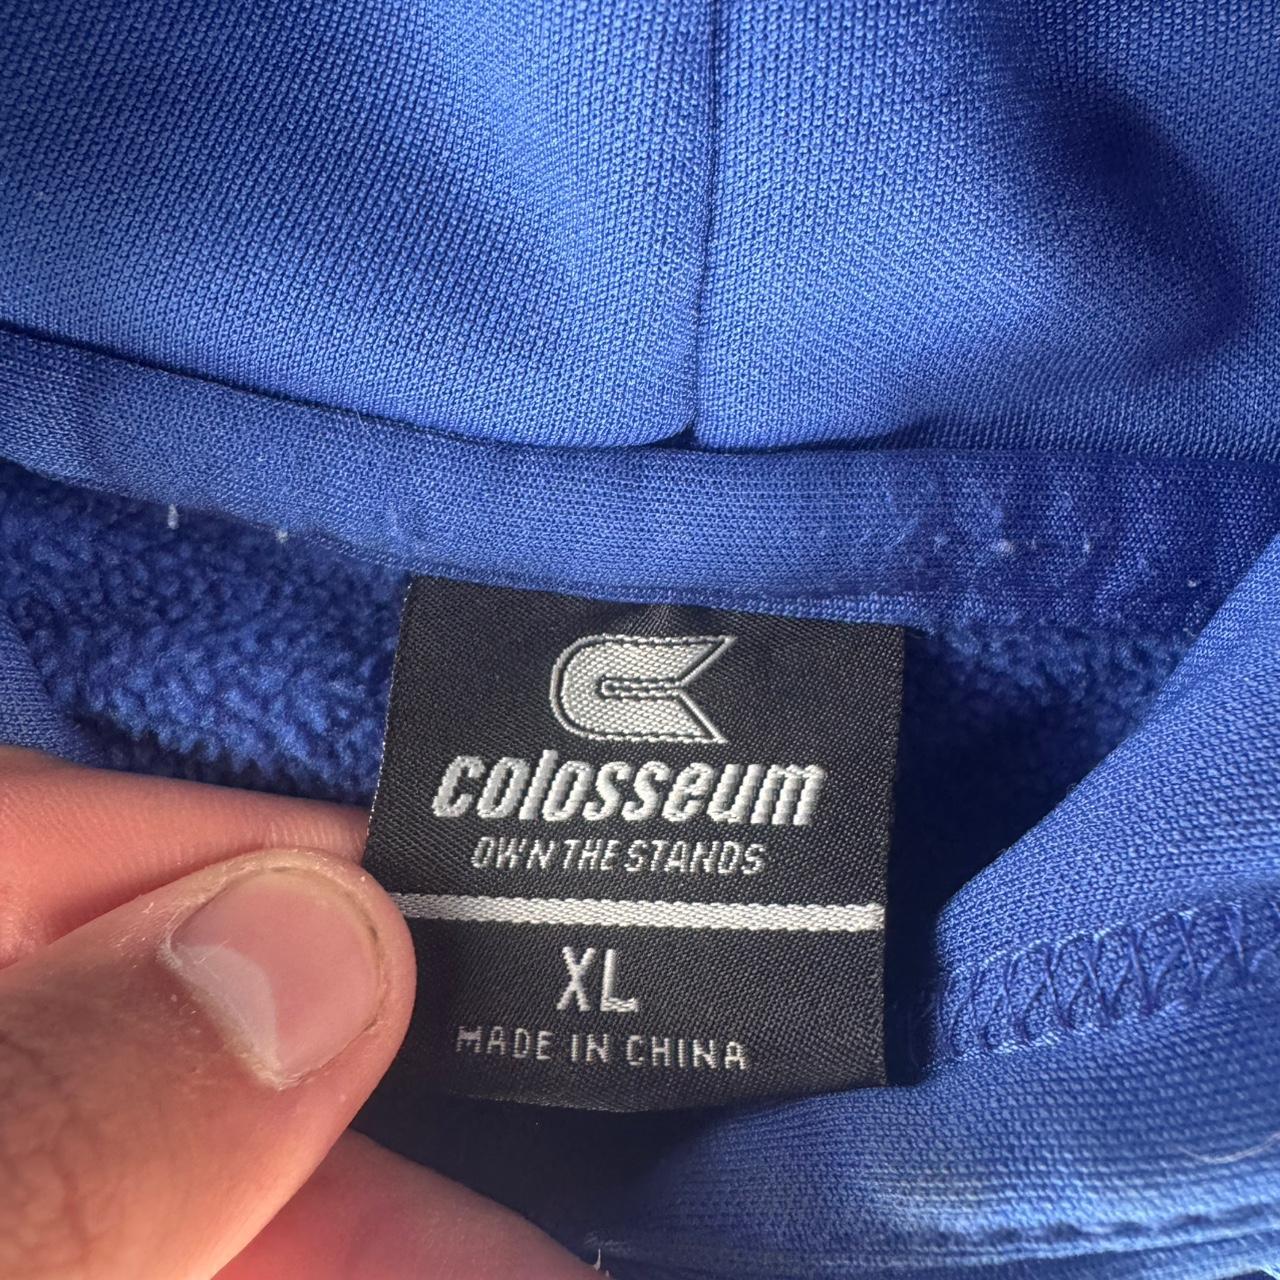 colosseum
OWN THE STANDS
XL
MADE IN CHINA